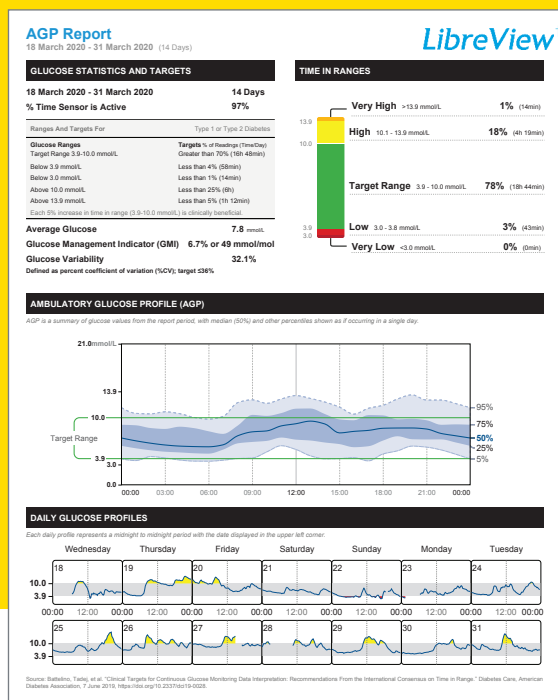 AGP Report
LibreView
18 March 2020 - 31 March 2020 (14 Days)
GLUCOSE STATISTICS AND TARGETS
18 March 2020 - 31 March 2020 14 Days
% Time Sensor is Active 97%
Ranges And Targets For Type 1 or Type 2 Diabetes
Glucose Ranges Targets % of Readings (Time/Day)
Target Range 3.9-10.0 mmol/L Greater than 70% (16h 48min)
Below 3.9 mmol/L Less than 4% (58min)
Below 3.0 mmol/L Less than 1% (14min)
Above 10.0 mmol/L Less than 25% (6h)
Above 13.9 mmol/L Less than 5% (1h 12min)
Each 5% increase in time in range (3.9-10.0 mmol/L) is clinically beneficial.
Average Glucose 7.8 mmol/L
Glucose Management Indicator (GMI) 6.7% or 49 mmol/mol
Glucose Variability 32.1%
Defined as percent coefficient of variation (%CV); target ≤36%
TIME IN RANGES
Very High >13.9 mmol/L 1% (14min)
13.9
High 10.1 - 13.9 mmol/L 18% (4h 19min)
10.0
Target Range 3.9 - 10.0 mmol/L 78% (18h 44min)
3.9
Low 3.0 - 3.8 mmol/L 3% (43min)
3.0
Very Low <3.0 mmol/L 0% (0min)
AMBULATORY GLUCOSE PROFILE (AGP)
AGP is a summary of glucose values from the report period, with median (50%) and other percentiles shown as if occurring in a single day.
21.0 mmol/L
13.9
95%
10.0
75%
Target Range
50%
25%
3.9
5%
3.0
0.0
00:00 03:00 06:00 09:00 12:00 15:00 18:00 21:00 00:00
DAILY GLUCOSE PROFILES
Each daily profile represents a midnight to midnight period with the date displayed in the upper left corner.
Wednesday Thursday Friday Saturday Sunday Monday Tuesday
18 19 20 21 22 23 24
10.0
3.9
00:00 12:00 00:00 12:00 00:00 12:00 00:00 12:00 00:00 12:00 00:00 12:00 00:00 12:00 00:00
25 26 27 28 29 30 31
10.0
3.9
Source: Battelino, Tadej, et al. "Clinical Targets for Continuous Glucose Monitoring Data Interpretation: Recommendations From the International Consensus on Time in Range." Diabetes Care, American
Diabetes Association, 7 June 2019, https://doi.org/10.2337/dci19-0028.